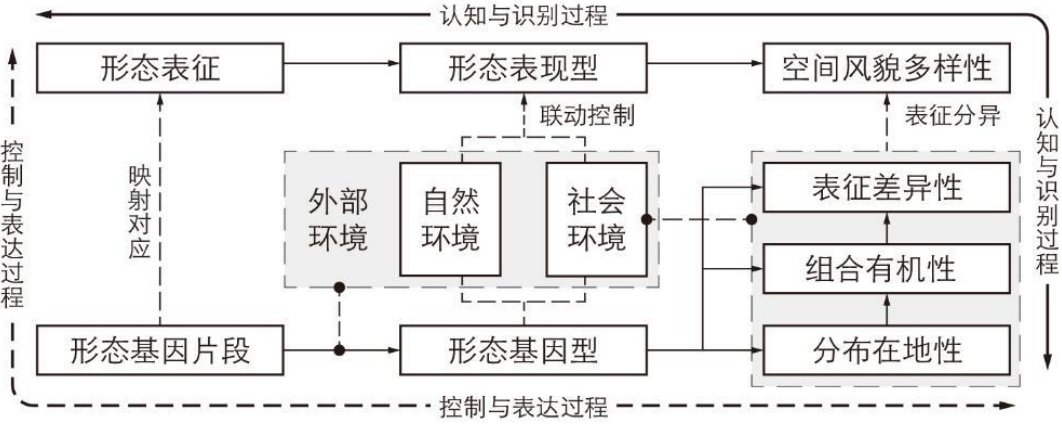 认知与识别过程
形态表征
形态表现型
空间风貌多样性
联动控制
表征分异
控制与表达过程
映射对应
外部
环境
自然
环境
社会
环境
表征差异性
组合有机性
认知与识别过程
形态基因片段
形态基因型
分布在地性
控制与表达过程